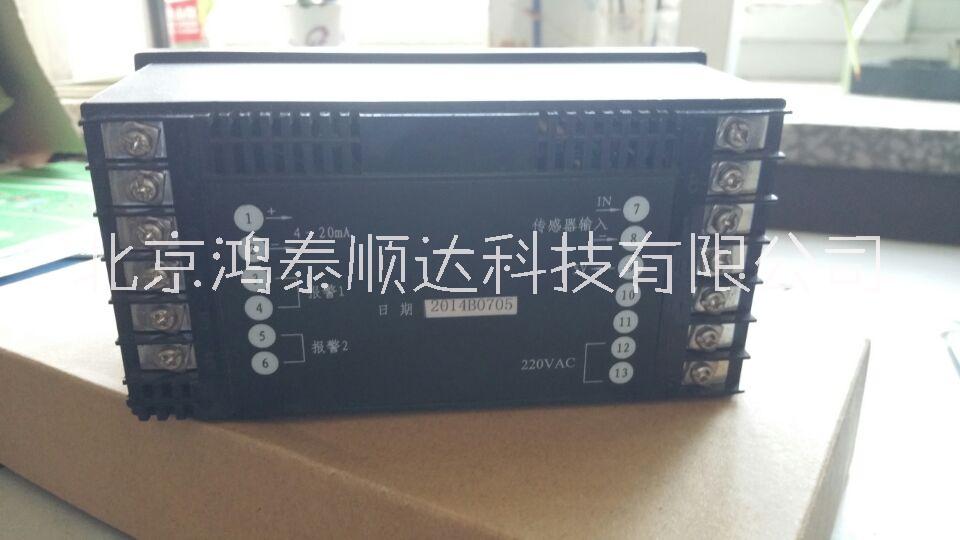 1 + IN 7
4-20mA 传感器输入
8
北京鸿泰顺达科技有限公司
4 报警1 10
日期 2014B0705
11
5 报警2 12
6 220VAC 13